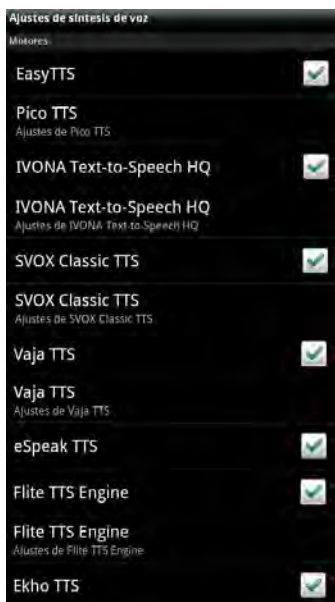 Ajustes de síntesis de voz
Motores
EasyTTS
Pico TTS
Ajustes de Pico TTS
IVONA Text-to-Speech HQ
IVONA Text-to-Speech HQ
Ajustes de IVONA Text-to-Speech HQ
SVOX Classic TTS
SVOX Classic TTS
Ajustes de SVOX Classic TTS
Vaja TTS
Vaja TTS
Ajustes de Vaja TTS
eSpeak TTS
Flite TTS Engine
Flite TTS Engine
Ajustes de Flite TTS Engine
Ekho TTS